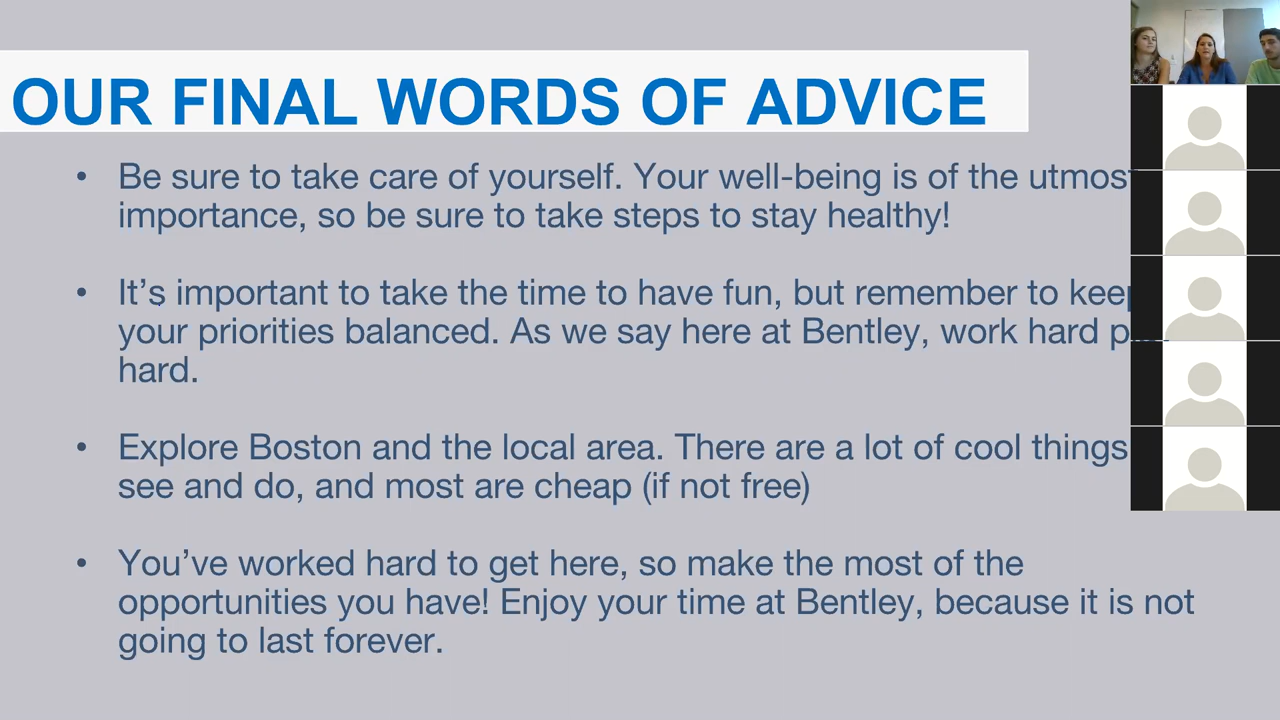 OUR FINAL WORDS OF ADVICE
• Be sure to take care of yourself. Your well-being is of the utmost
importance, so be sure to take steps to stay healthy!
• It’s important to take the time to have fun, but remember to keep
your priorities balanced. As we say here at Bentley, work hard
hard.
• Explore Boston and the local area. There are a lot of cool things
see and do, and most are cheap (if not free)
• You’ve worked hard to get here, so make the most of the
opportunities you have! Enjoy your time at Bentley, because it is not
going to last forever.